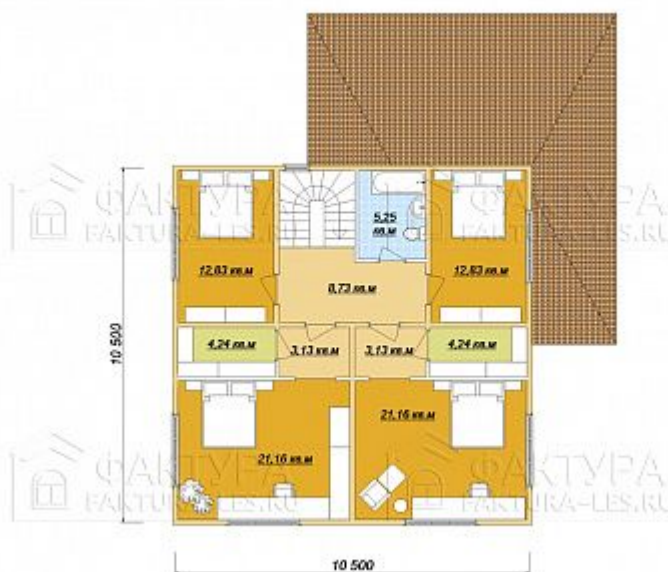 ФАКТУРА
FAKTURA-LES.RU
ФАКТУРА
FAKTURA-LES.RU
5,25
кв.м
12,83 кв.м
12,83 кв.м
8,73 кв.м
10 500
4,24 кв.м
3,13 кв.м
3,13 кв.м
4,24 кв.м
21,16 кв.м
21,16 кв.м
ФАКТУРА
FAKTURA-LES.RU
ФАКТУРА
FAKTURA-LES.RU
10 500